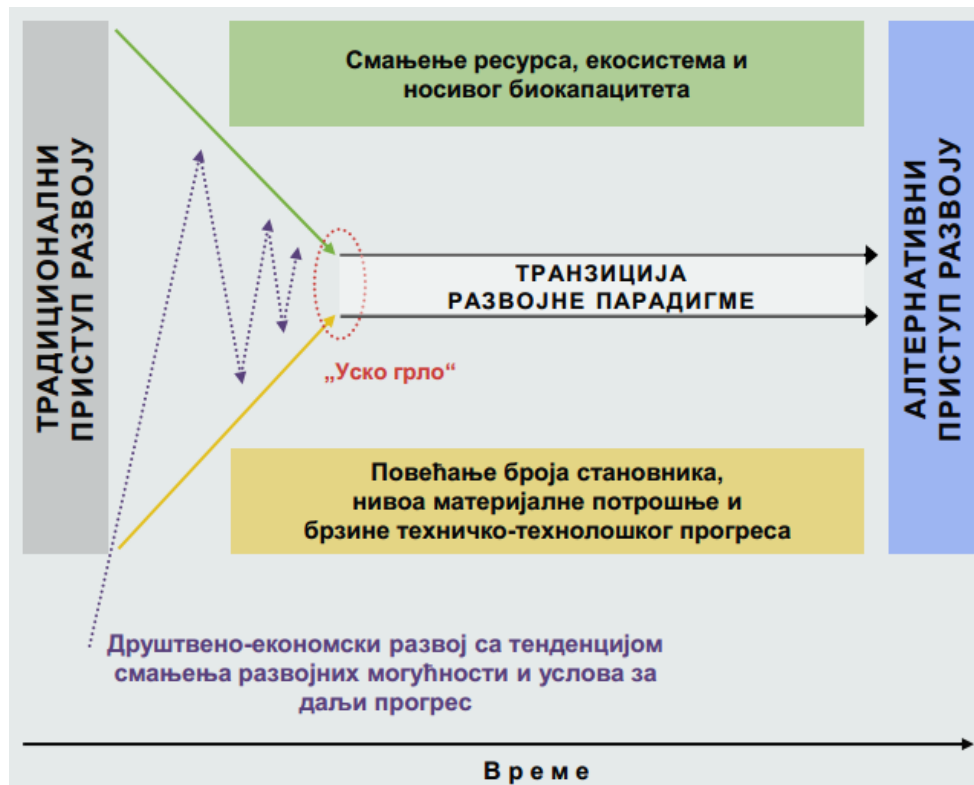 ТРАДИЦИОНАЛНИ
ПРИСТУП РАЗВОЈУ
Смањење ресурса, екосистема и
носивог биокапацитета
ТРАНЗИЦИЈА
РАЗВОЈНЕ ПАРАДИГМЕ
„Уско грло“
Повећање броја становника,
нивоа материјалне потрошње и
брзине техничко-технолошког прогреса
АЛТЕРНАТИВНИ
ПРИСТУП РАЗВОЈУ
Друштвено-економски развој са тенденцијом
смањења развојних могућности и услова за
даљи прогрес
Време